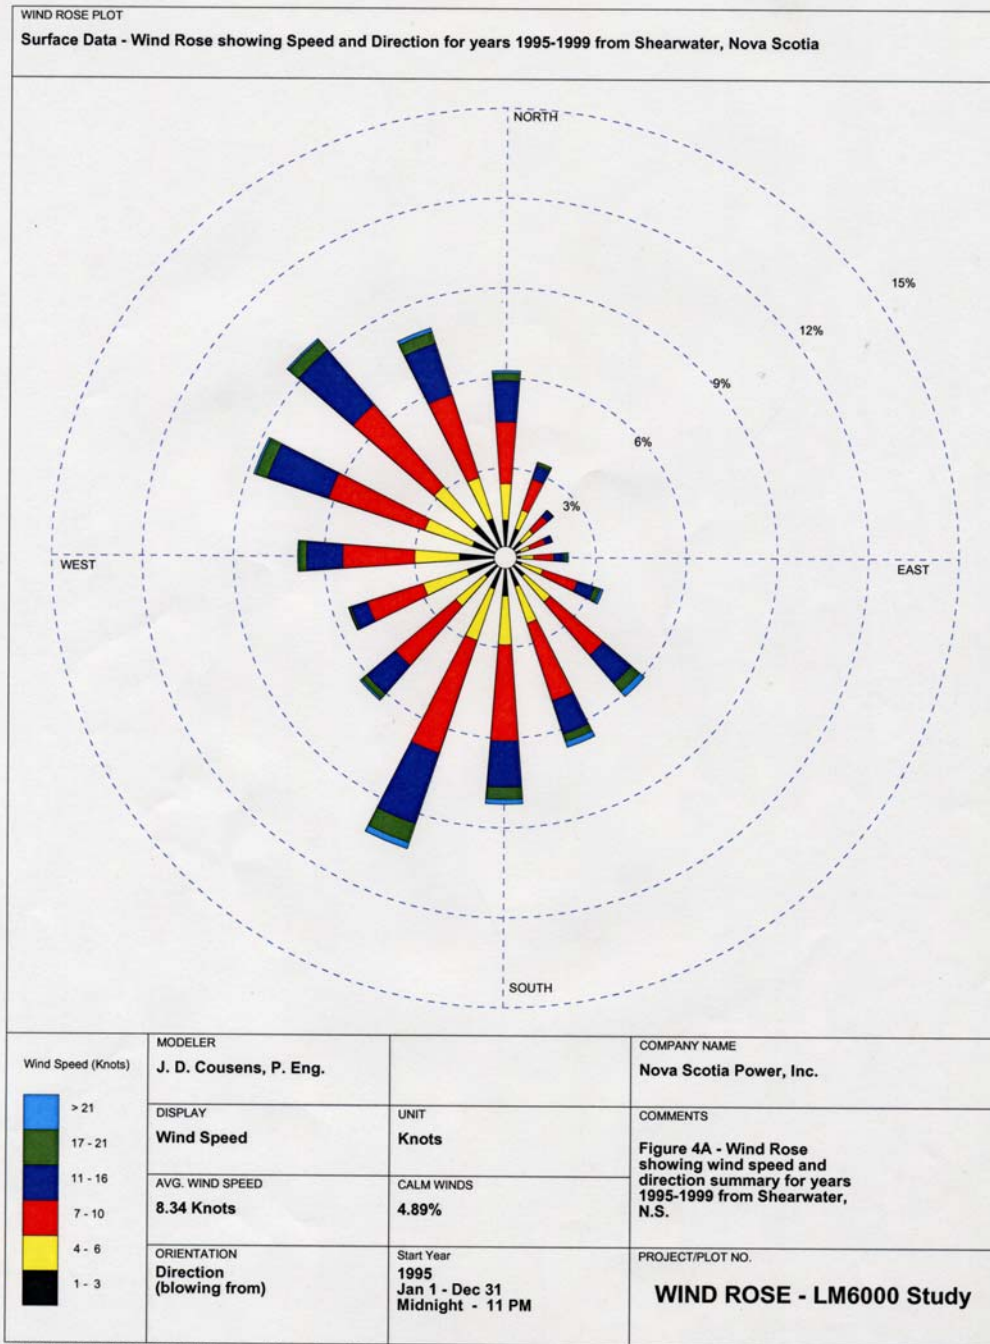 WIND ROSE PLOT
Surface Data - Wind Rose showing Speed and Direction for years 1995-1999 from Shearwater, Nova Scotia
NORTH
15%
12%
9%
6%
3%
WEST
EAST
SOUTH
Wind Speed (Knots)
> 21
17 - 21
11 - 16
7 - 10
4 - 6
1 - 3
MODELER
J. D. Cousens, P. Eng.
DISPLAY
Wind Speed
UNIT
Knots
AVG. WIND SPEED
8.34 Knots
CALM WINDS
4.89%
ORIENTATION
Direction
(blowing from)
Start Year
1995
Jan 1 - Dec 31
Midnight - 11 PM
COMPANY NAME
Nova Scotia Power, Inc.
COMMENTS
Figure 4A - Wind Rose
showing wind speed and
direction summary for years
1995-1999 from Shearwater,
N.S.
PROJECT/PLOT NO.
WIND ROSE - LM6000 Study